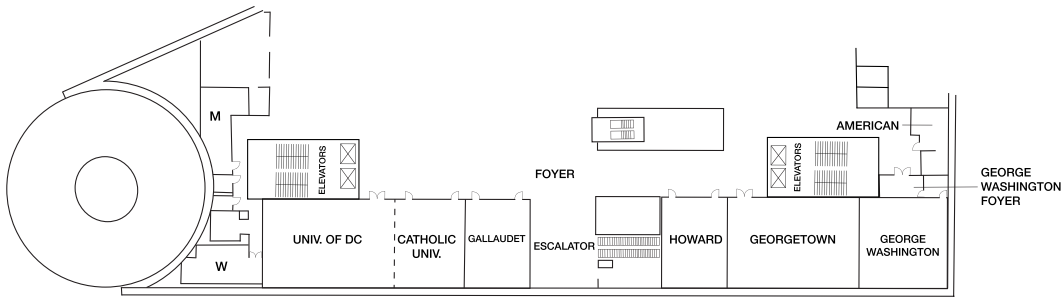 M
ELEVATORS
AMERICAN
ELEVATORS
FOYER
GEORGE
WASHINGTON
FOYER
UNIV. OF DC
CATHOLIC
UNIV.
GALLAUDET
ESCALATOR
HOWARD
GEORGETOWN
GEORGE
WASHINGTON
W